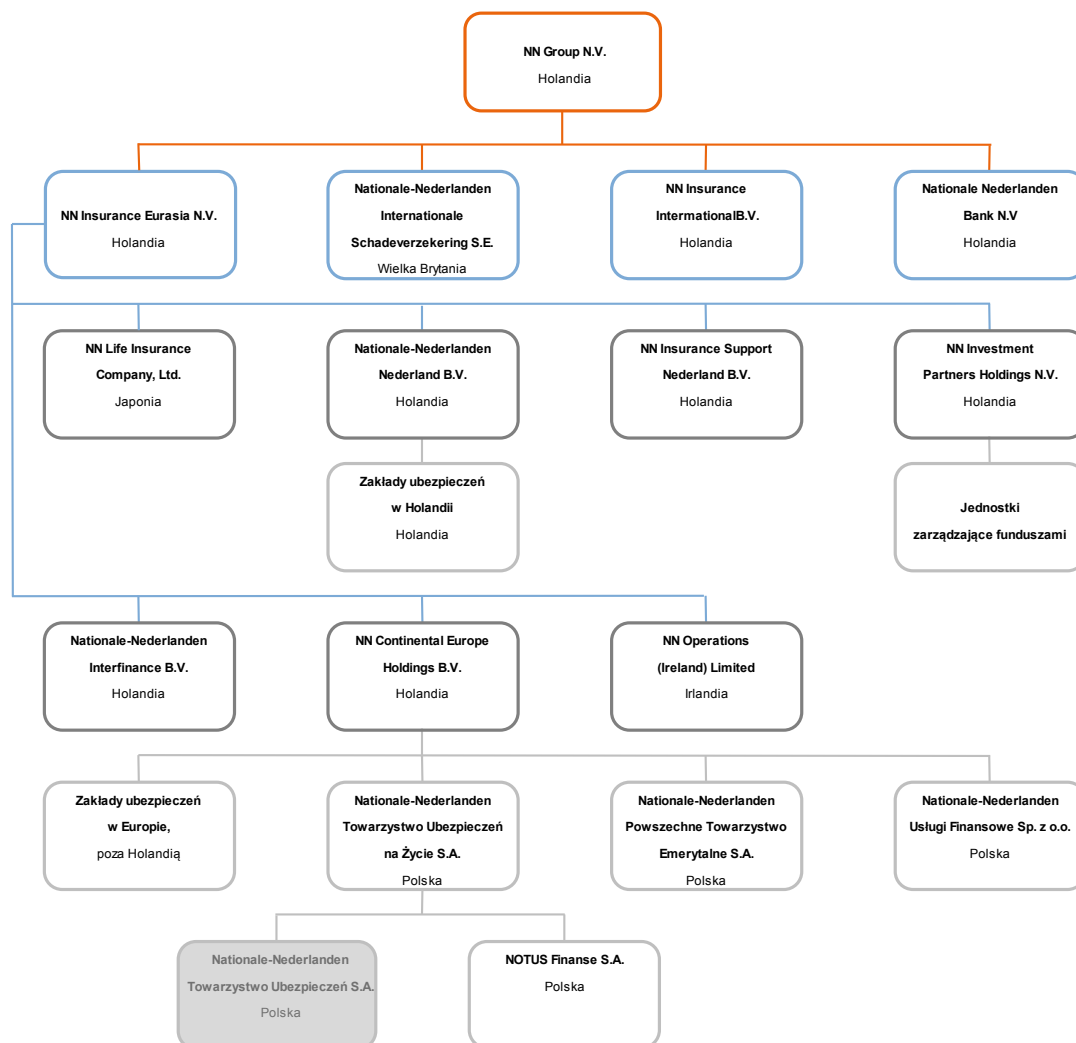 NN Group N.V.
Holandia
NN Insurance Eurasia N.V.
Holandia
Nationale-Nederlanden
Internationale
Schadeverzekering S.E.
Wielka Brytania
NN Insurance
IntermationalB.V.
Holandia
Nationale Nederlanden
Bank N.V
Holandia
NN Life Insurance
Company, Ltd.
Japonia
Nationale-Nederlanden
Nederland B.V.
Holandia
NN Insurance Support
Nederland B.V.
Holandia
NN Investment
Partners Holdings N.V.
Holandia
Zakłady ubezpieczeń
w Holandii
Holandia
Jednostki
zarządzające funduszami
Nationale-Nederlanden
Interfinance B.V.
Holandia
NN Continental Europe
Holdings B.V.
Holandia
NN Operations
(Ireland) Limited
Irlandia
Zakłady ubezpieczeń
w Europie,
poza Holandią
Nationale-Nederlanden
Towarzystwo Ubezpieczeń
na Życie S.A.
Polska
Nationale-Nederlanden
Powszechne Towarzystwo
Emerytalne S.A.
Polska
Nationale-Nederlanden
Usługi Finansowe Sp. z o.o.
Polska
Nationale-Nederlanden
Towarzystwo Ubezpieczeń S.A.
Polska
NOTUS Finanse S.A.
Polska